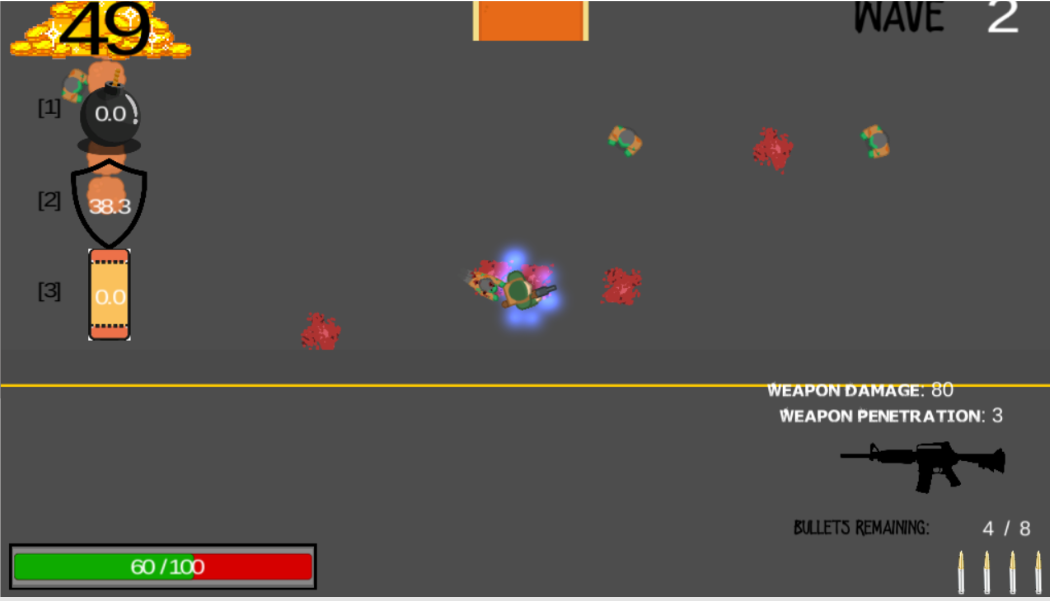 49
WAVE 2
[1] 0.0
[2] 38.3
[3] 0.0
WEAPON DAMAGE: 80
WEAPON PENETRATION: 3
BULLETS REMAINING: 4 / 8
60 / 100